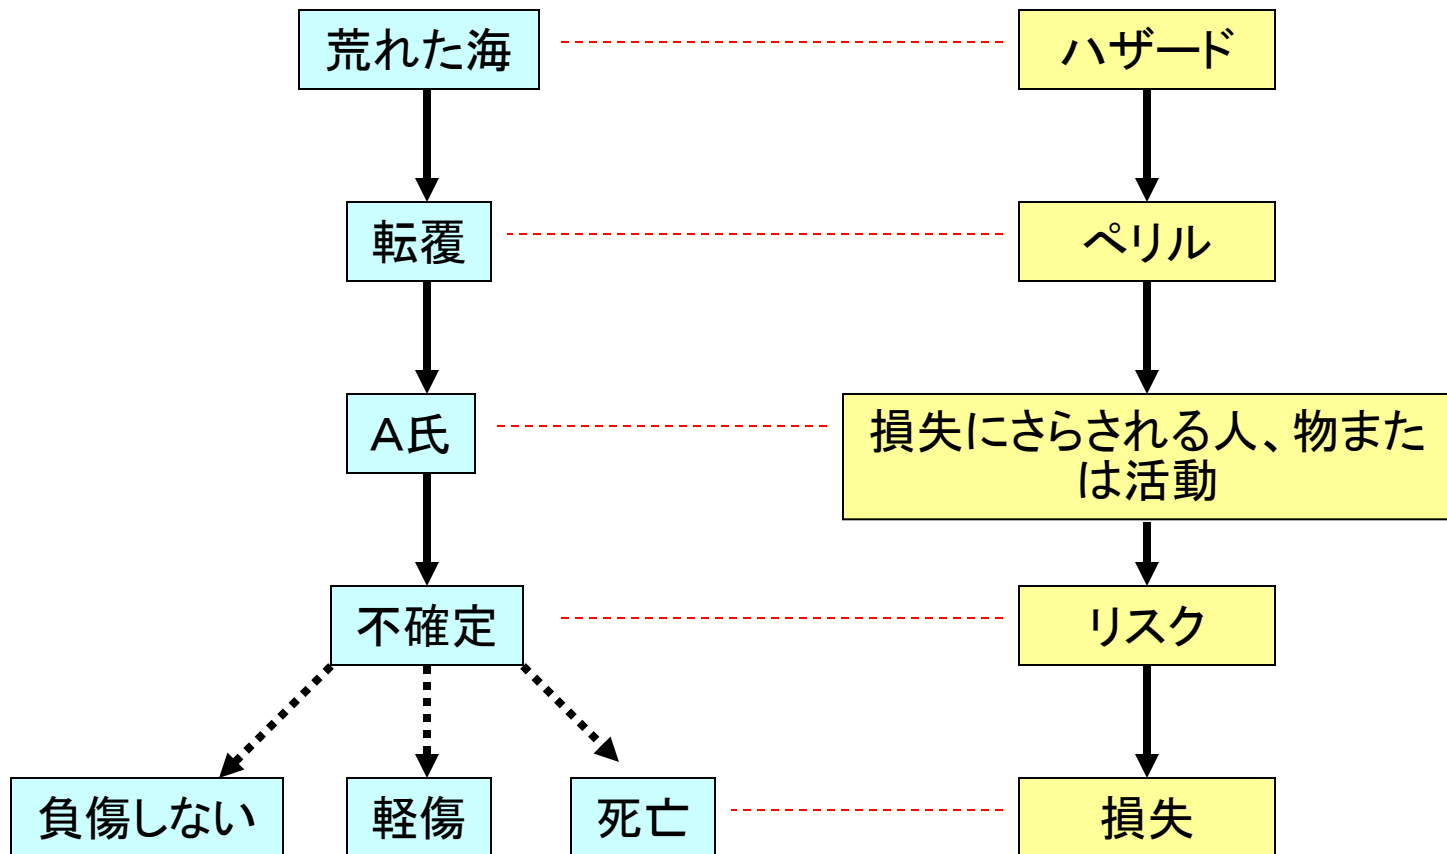 荒れた海
ハザード
転覆
ペリル
A氏
損失にさらされる人、物また
は活動
不確定
リスク
負傷しない
軽傷
死亡
損失